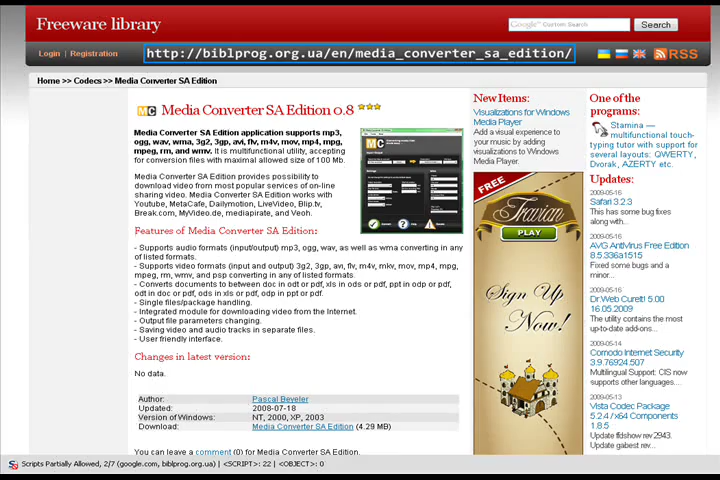 Freeware library
Google™ Custom Search
Search
Login | Registration
http://biblprog.org.ua/en/media_converter_sa_edition/
RSS
Home >> Codecs >> Media Converter SA Edition
MC Media Converter SA Edition 0.8
Media Converter SA Edition application supports mp3,
ogg, wav, wma, 3g2, 3gp, avi, flv, m4v, mov, mp4, mpg,
mpeg, rm, and wmv. It is multifunctional utility, accepting
for conversion files with maximal allowed size of 100 Mb.
Media Converter SA Edition provides possibility to
download video from most popular services of on-line
sharing video. Media Converter SA Edition works with
Youtube, MetaCafe, Dailymotion, LiveVideo, Blip.tv,
Break.com, MyVideo.de, mediapirate, and Veoh.
Features of Media Converter SA Edition:
- Supports audio formats (input/output) mp3, ogg, wav, as well as wma converting in any
of listed formats.
- Supports video formats (input and output) 3g2, 3gp, avi, flv, m4v, mkv, mov, mp4, mpg,
mpeg, rm, wmv, and psp converting in any of listed formats
- Converts documents to between doc in odt or pdf, xls in ods or pdf, ppt in odp or pdf,
odt in doc or pdf, ods in xls or pdf, odp in ppt or pdf.
- Single files/package handling.
- Integrated module for downloading video from the Internet.
- Output file parameters changing.
- Saving video and audio tracks in separate files.
- User friendly interface.
Changes in latest version:
No data.
Author: Pascal Beyeler
Updated: 2008-07-18
Version of Windows: NT, 2000, XP, 2003
Download: Media Converter SA Edition (4.29 MB)
You can leave a comment (0) for Media Converter SA Edition.
New Items:
Visualizations for Windows
Media Player
Add a visual experience to
your music by adding
visualizations to Windows
Media Player.
FREE
Travian
PLAY
Sign Up
Now!
One of the
programs:
Stamina —
multifunctional touch-
typing tutor with support for
several layouts: QWERTY,
Dvorak, AZERTY etc.
Updates:
2009-05-16
Safari 3.2.3
This has some bug fixes
along with...
2009-05-16
AVG AntiVirus Free Edition
8.5.336a1515
Fixed some bugs and a
minor...
2009-05-16
Dr.Web CureIt! 5.00
16.05.2009
The utility contains the most
up-to-date add-ons...
2009-05-14
Comodo Internet Security
3.9.76924.507
Multilingual Support: CIS now
supports other languages....
2009-05-13
Vista Codec Package
5.2.4 / x64 Components
1.8.5
Update ffdshow rev.2943.
Update gabest rev...
Scripts Partially Allowed, 2/7 (google.com, biblprog.org.ua) | <SCRIPT>: 22 | <OBJECT>: 0